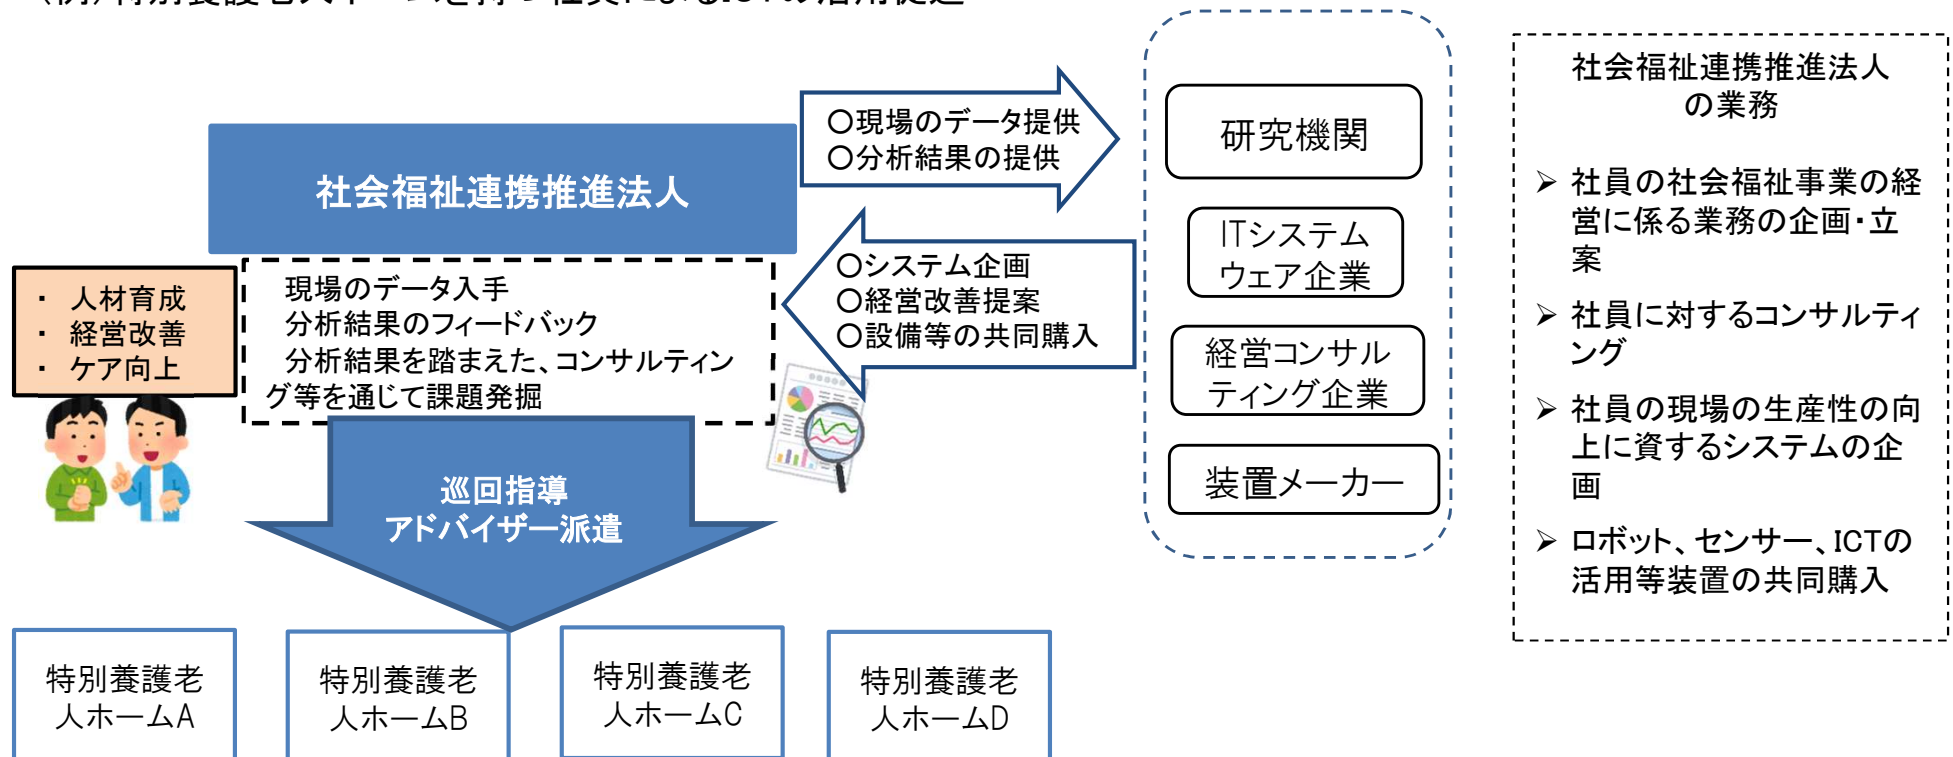 社会福祉連携推進法人
〇現場のデータ提供
〇分析結果の提供
〇システム企画
〇経営改善提案
〇設備等の共同購入
研究機関
ITシステム
ウェア企業
経営コンサル
ティング企業
装置メーカー
・ 人材育成
・ 経営改善
・ ケア向上
現場のデータ入手
分析結果のフィードバック
分析結果を踏まえた、コンサルティン
グ等を通じて課題発掘
巡回指導
アドバイザー派遣
特別養護老
人ホームA
特別養護老
人ホームB
特別養護老
人ホームC
特別養護老
人ホームD
社会福祉連携推進法人
の業務
➢ 社員の社会福祉事業の経
営に係る業務の企画・立
案
➢ 社員に対するコンサルティ
ング
➢ 社員の現場の生産性の向
上に資するシステムの企
画
➢ ロボット、センサー、ICTの
活用等装置の共同購入